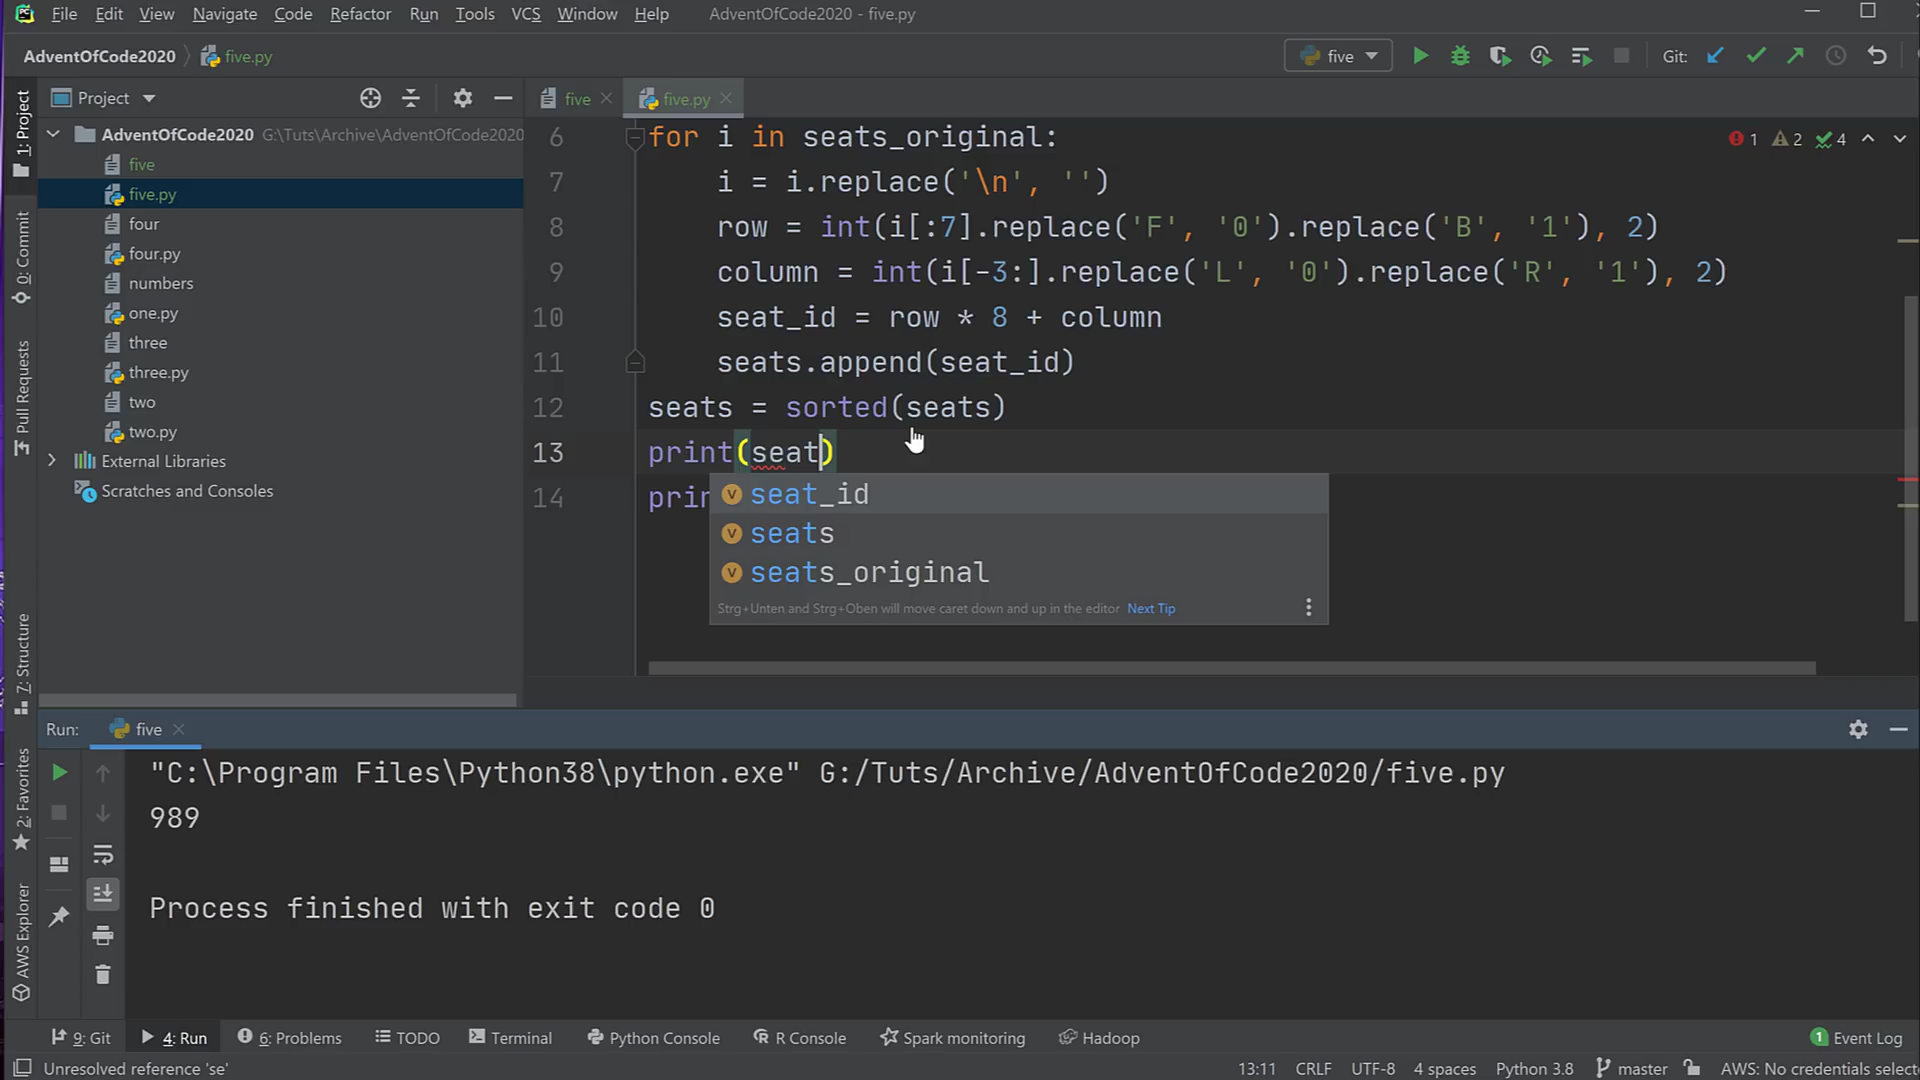 File Edit View Navigate Code Refactor Run Tools VCS Window Help AdventOfCode2020 - five.py
AdventOfCode2020 five.py five Git:
1: Project
0: Commit
Pull Requests
7: Structure
2: Favorites
AWS Explorer
Project
AdventOfCode2020 G:\Tuts\Archive\AdventOfCode2020
five
five.py
four
four.py
numbers
one.py
three
three.py
two
two.py
External Libraries
Scratches and Consoles
five five.py
1 2 4
6 for i in seats_original:
7 i = i.replace('\n', '')
8 row = int(i[:7].replace('F', '0').replace('B', '1'), 2)
9 column = int(i[-3:].replace('L', '0').replace('R', '1'), 2)
10 seat_id = row * 8 + column
11 seats.append(seat_id)
12 seats = sorted(seats)
13 print(seat)
14 prin
seat_id
seats
seats_original
Strg+Unten and Strg+Oben will move caret down and up in the editor Next Tip
Run: five
"C:\Program Files\Python38\python.exe" G:/Tuts/Archive/AdventOfCode2020/five.py
989
Process finished with exit code 0
9: Git 4: Run 6: Problems TODO Terminal Python Console R Console Spark monitoring Hadoop 1 Event Log
Unresolved reference 'se' 13:11 CRLF UTF-8 4 spaces Python 3.8 master AWS: No credentials select